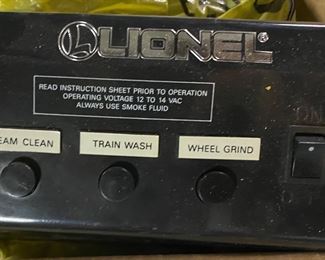 LIONEL®
READ INSTRUCTION SHEET PRIOR TO OPERATION
OPERATING VOLTAGE 12 TO 14 VAC
ALWAYS USE SMOKE FLUID
EAM CLEAN
TRAIN WASH
WHEEL GRIND